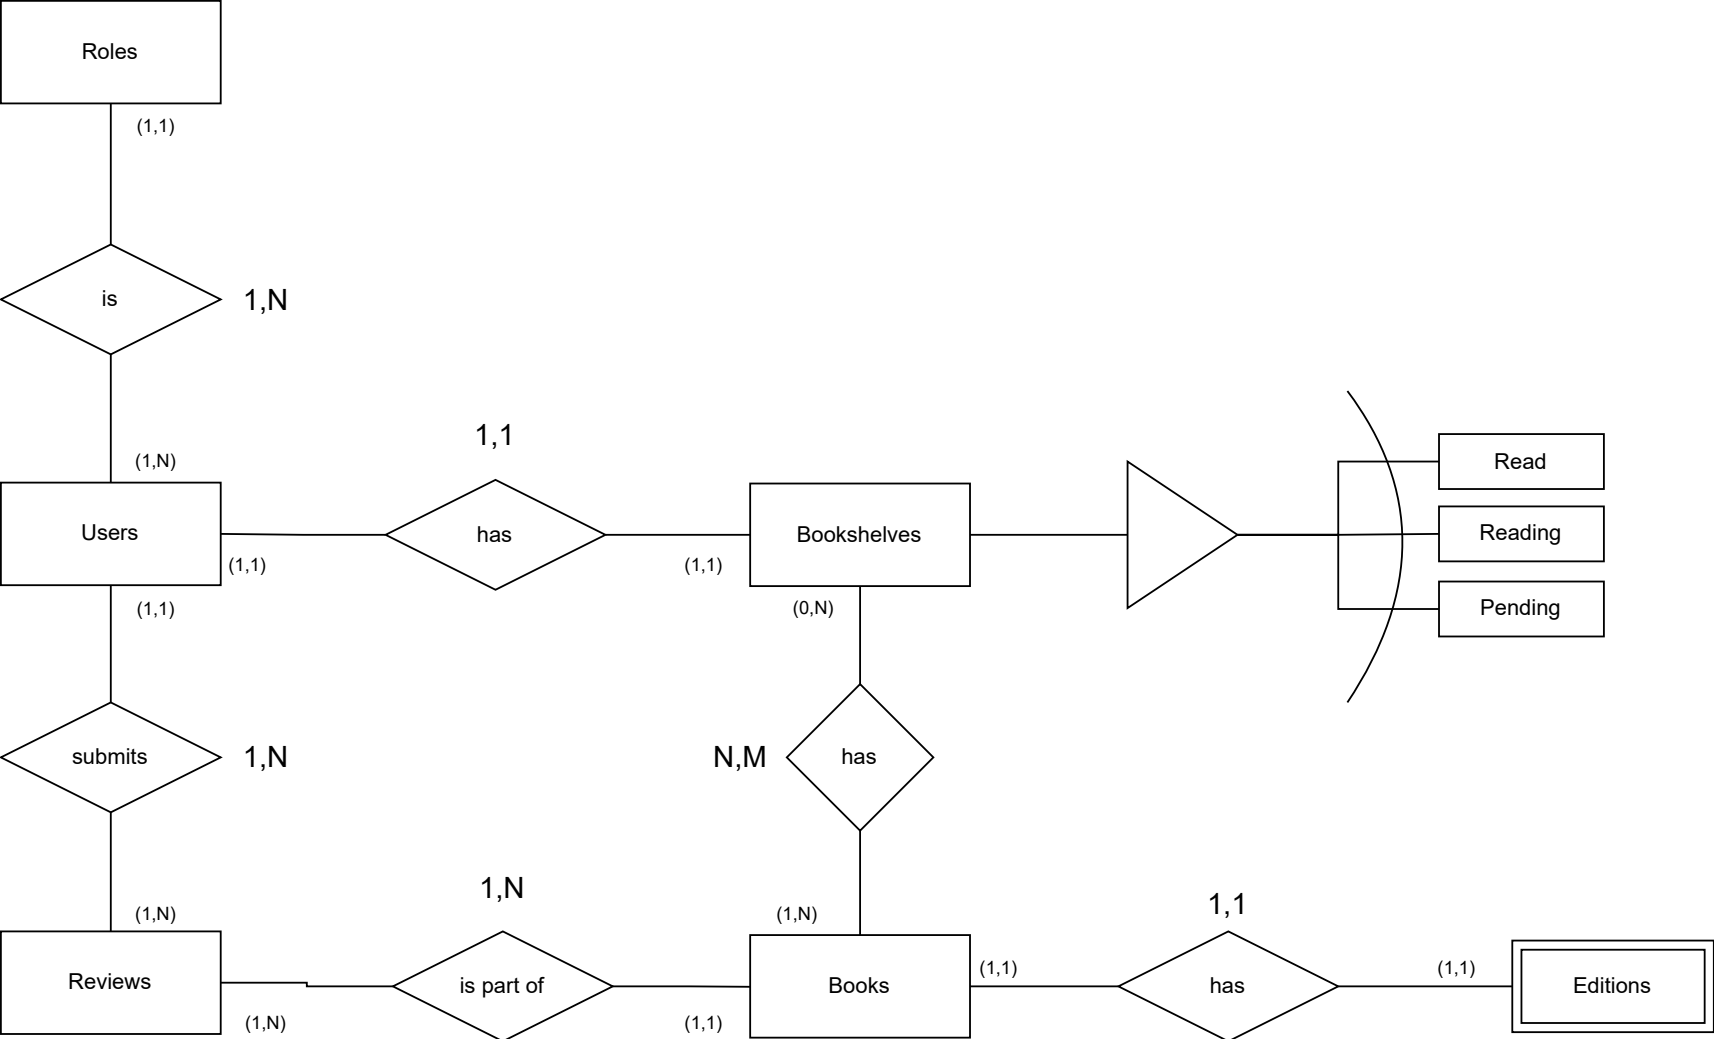 Roles
(1,1)
is
1,N
(1,N)
Users
(1,1)
(1,1)
1,1
has
(1,1)
Bookshelves
(0,N)
Read
Reading
Pending
submits
1,N
N,M
has
(1,N)
Reviews
(1,N)
1,N
is part of
(1,1)
(1,N)
Books
(1,1)
1,1
has
(1,1)
Editions